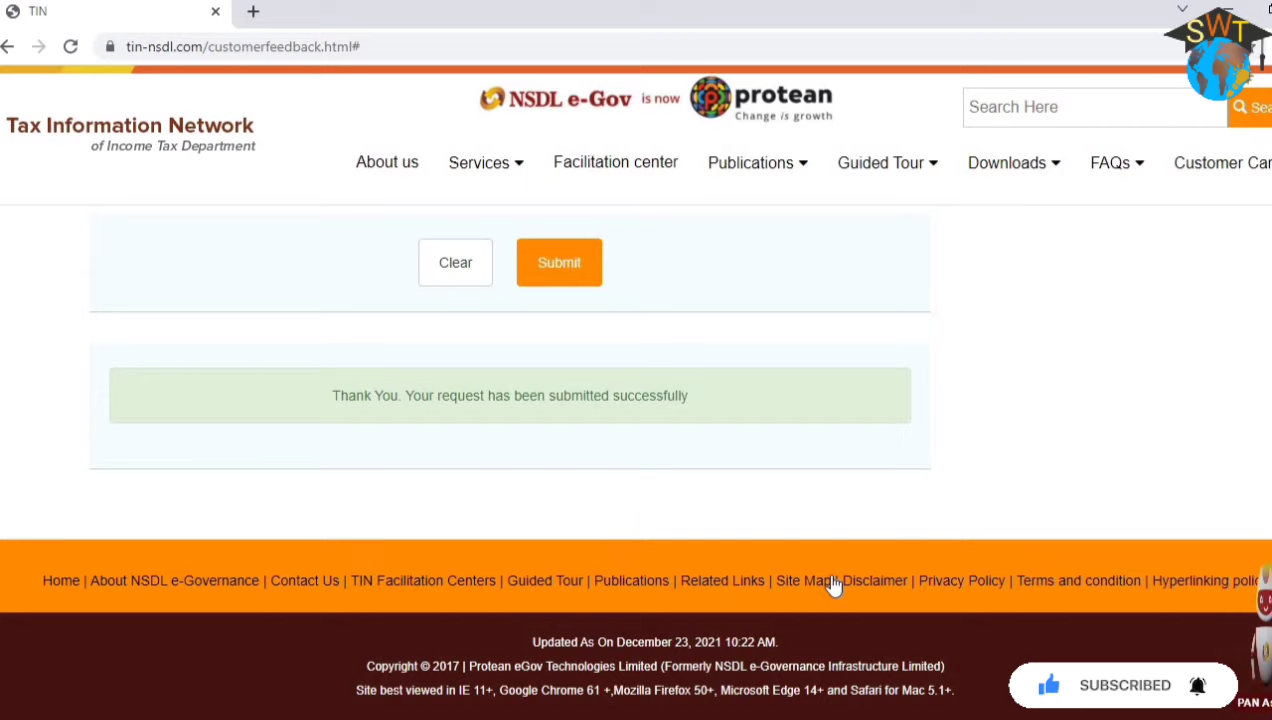 TIN
tin-nsdl.com/customerfeedback.html#
SWT
NSDL e-Gov is now protean
Change is growth
Search Here
Tax Information Network
of Income Tax Department
About us Services Facilitation center Publications Guided Tour Downloads FAQs Customer Car
Clear Submit
Thank You. Your request has been submitted successfully
Home | About NSDL e-Governance | Contact Us | TIN Facilitation Centers | Guided Tour | Publications | Related Links | Site Map | Disclaimer | Privacy Policy | Terms and condition | Hyperlinking polic
Updated As On December 23, 2021 10:22 AM.
Copyright © 2017 | Protean eGov Technologies Limited (Formerly NSDL e-Governance Infrastructure Limited)
Site best viewed in IE 11+, Google Chrome 61 +,Mozilla Firefox 50+, Microsoft Edge 14+ and Safari for Mac 5.1+.
SUBSCRIBED
PAN